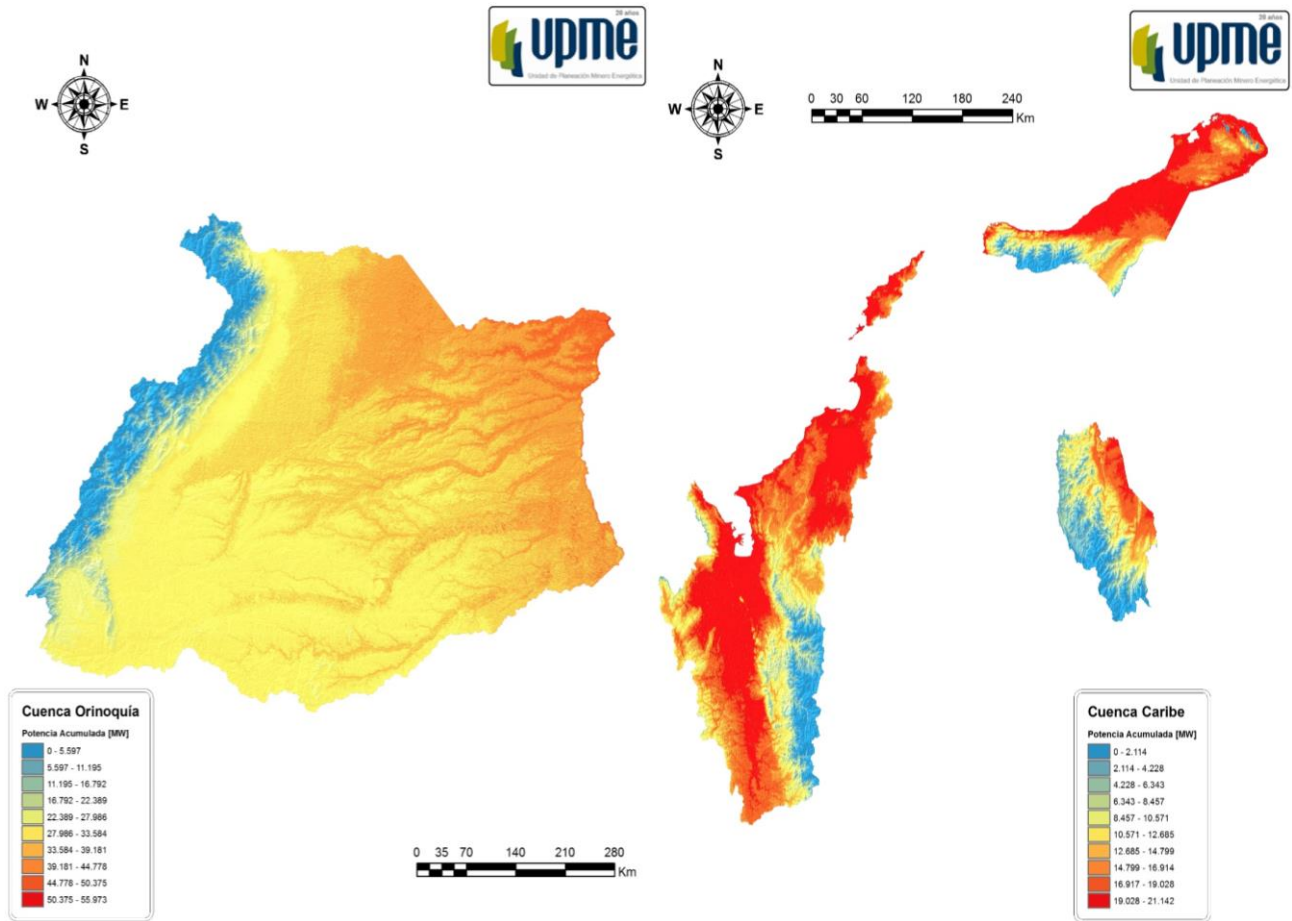 39 años
upme
Unidad de Planeación Minero Energética
N
W E
S
Cuenca Orinoquía
Potencia Acumulada [MW]
0 - 5.597
5.597 - 11.195
11.195 - 16.792
16.792 - 22.389
22.389 - 27.986
27.986 - 33.584
33.584 - 39.181
39.181 - 44.778
44.778 - 50.375
50.375 - 55.973
0 35 70 140 210 280
Km
39 años
upme
Unidad de Planeación Minero Energética
N
W E
S
0 30 60 120 180 240
Km
Cuenca Caribe
Potencia Acumulada [MW]
0 - 2.114
2.114 - 4.228
4.228 - 6.343
6.343 - 8.457
8.457 - 10.571
10.571 - 12.685
12.685 - 14.799
14.799 - 16.914
16.917 - 19.028
19.028 - 21.142